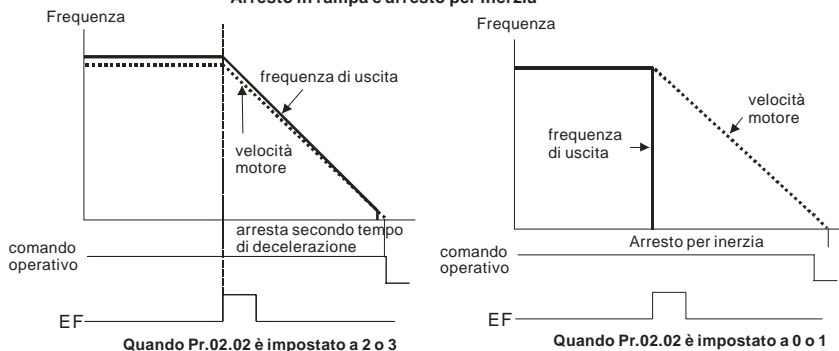 Arresto in rampa e arresto per inerzia
Frequenza
frequenza di uscita
velocità
motore
arresta secondo tempo
di decelerazione
comando
operativo
EF
Quando Pr.02.02 è impostato a 2 o 3
Frequenza
velocità
motore
frequenza
di uscita
Arresto per inerzia
comando
operativo
EF
Quando Pr.02.02 è impostato a 0 o 1